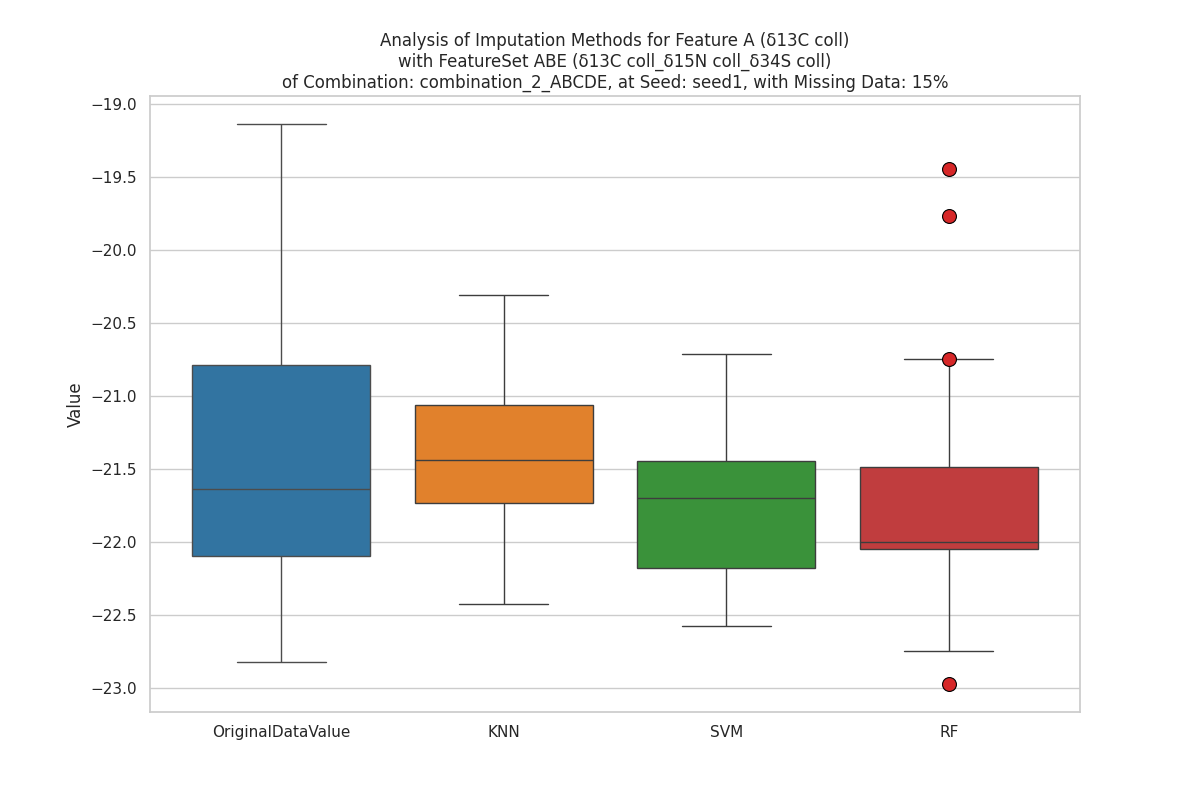 Analysis of Imputation Methods for Feature A (δ13C coll)
with FeatureSet ABE (δ13C coll_δ15N coll_δ34S coll)
of Combination: combination_2_ABCDE, at Seed: seed1, with Missing Data: 15%
−19.0
−19.5
−20.0
−20.5
−21.0
−21.5
−22.0
−22.5
−23.0
Value
OriginalDataValue
KNN
SVM
RF